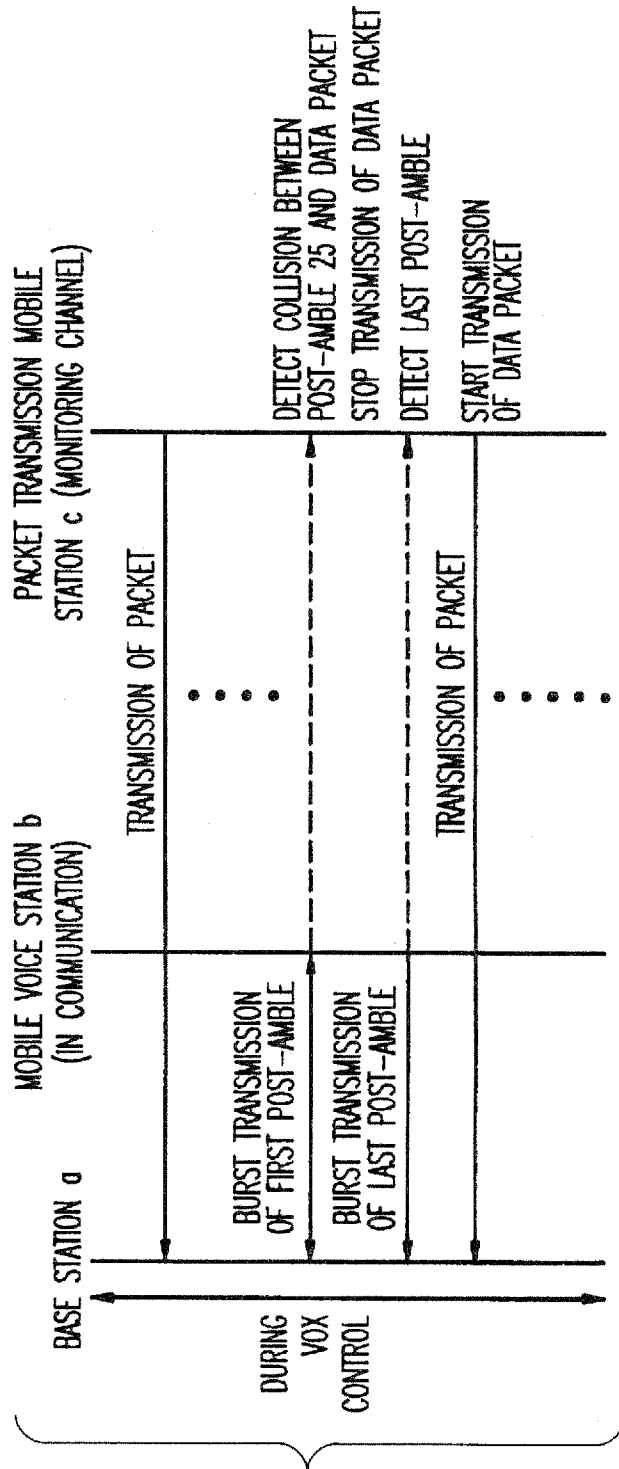 BASE STATION a
MOBILE VOICE STATION b
(IN COMMUNICATION)
PACKET TRANSMISSION MOBILE
STATION c (MONITORING CHANNEL)
DURING
VOX
CONTROL
TRANSMISSION OF PACKET
BURST TRANSMISSION
OF FIRST POST-AMBLE
DETECT COLLISION BETWEEN
POST-AMBLE 25 AND DATA PACKET
STOP TRANSMISSION OF DATA PACKET
BURST TRANSMISSION
OF LAST POST-AMBLE
DETECT LAST POST-AMBLE
TRANSMISSION OF PACKET
START TRANSMISSION
OF DATA PACKET